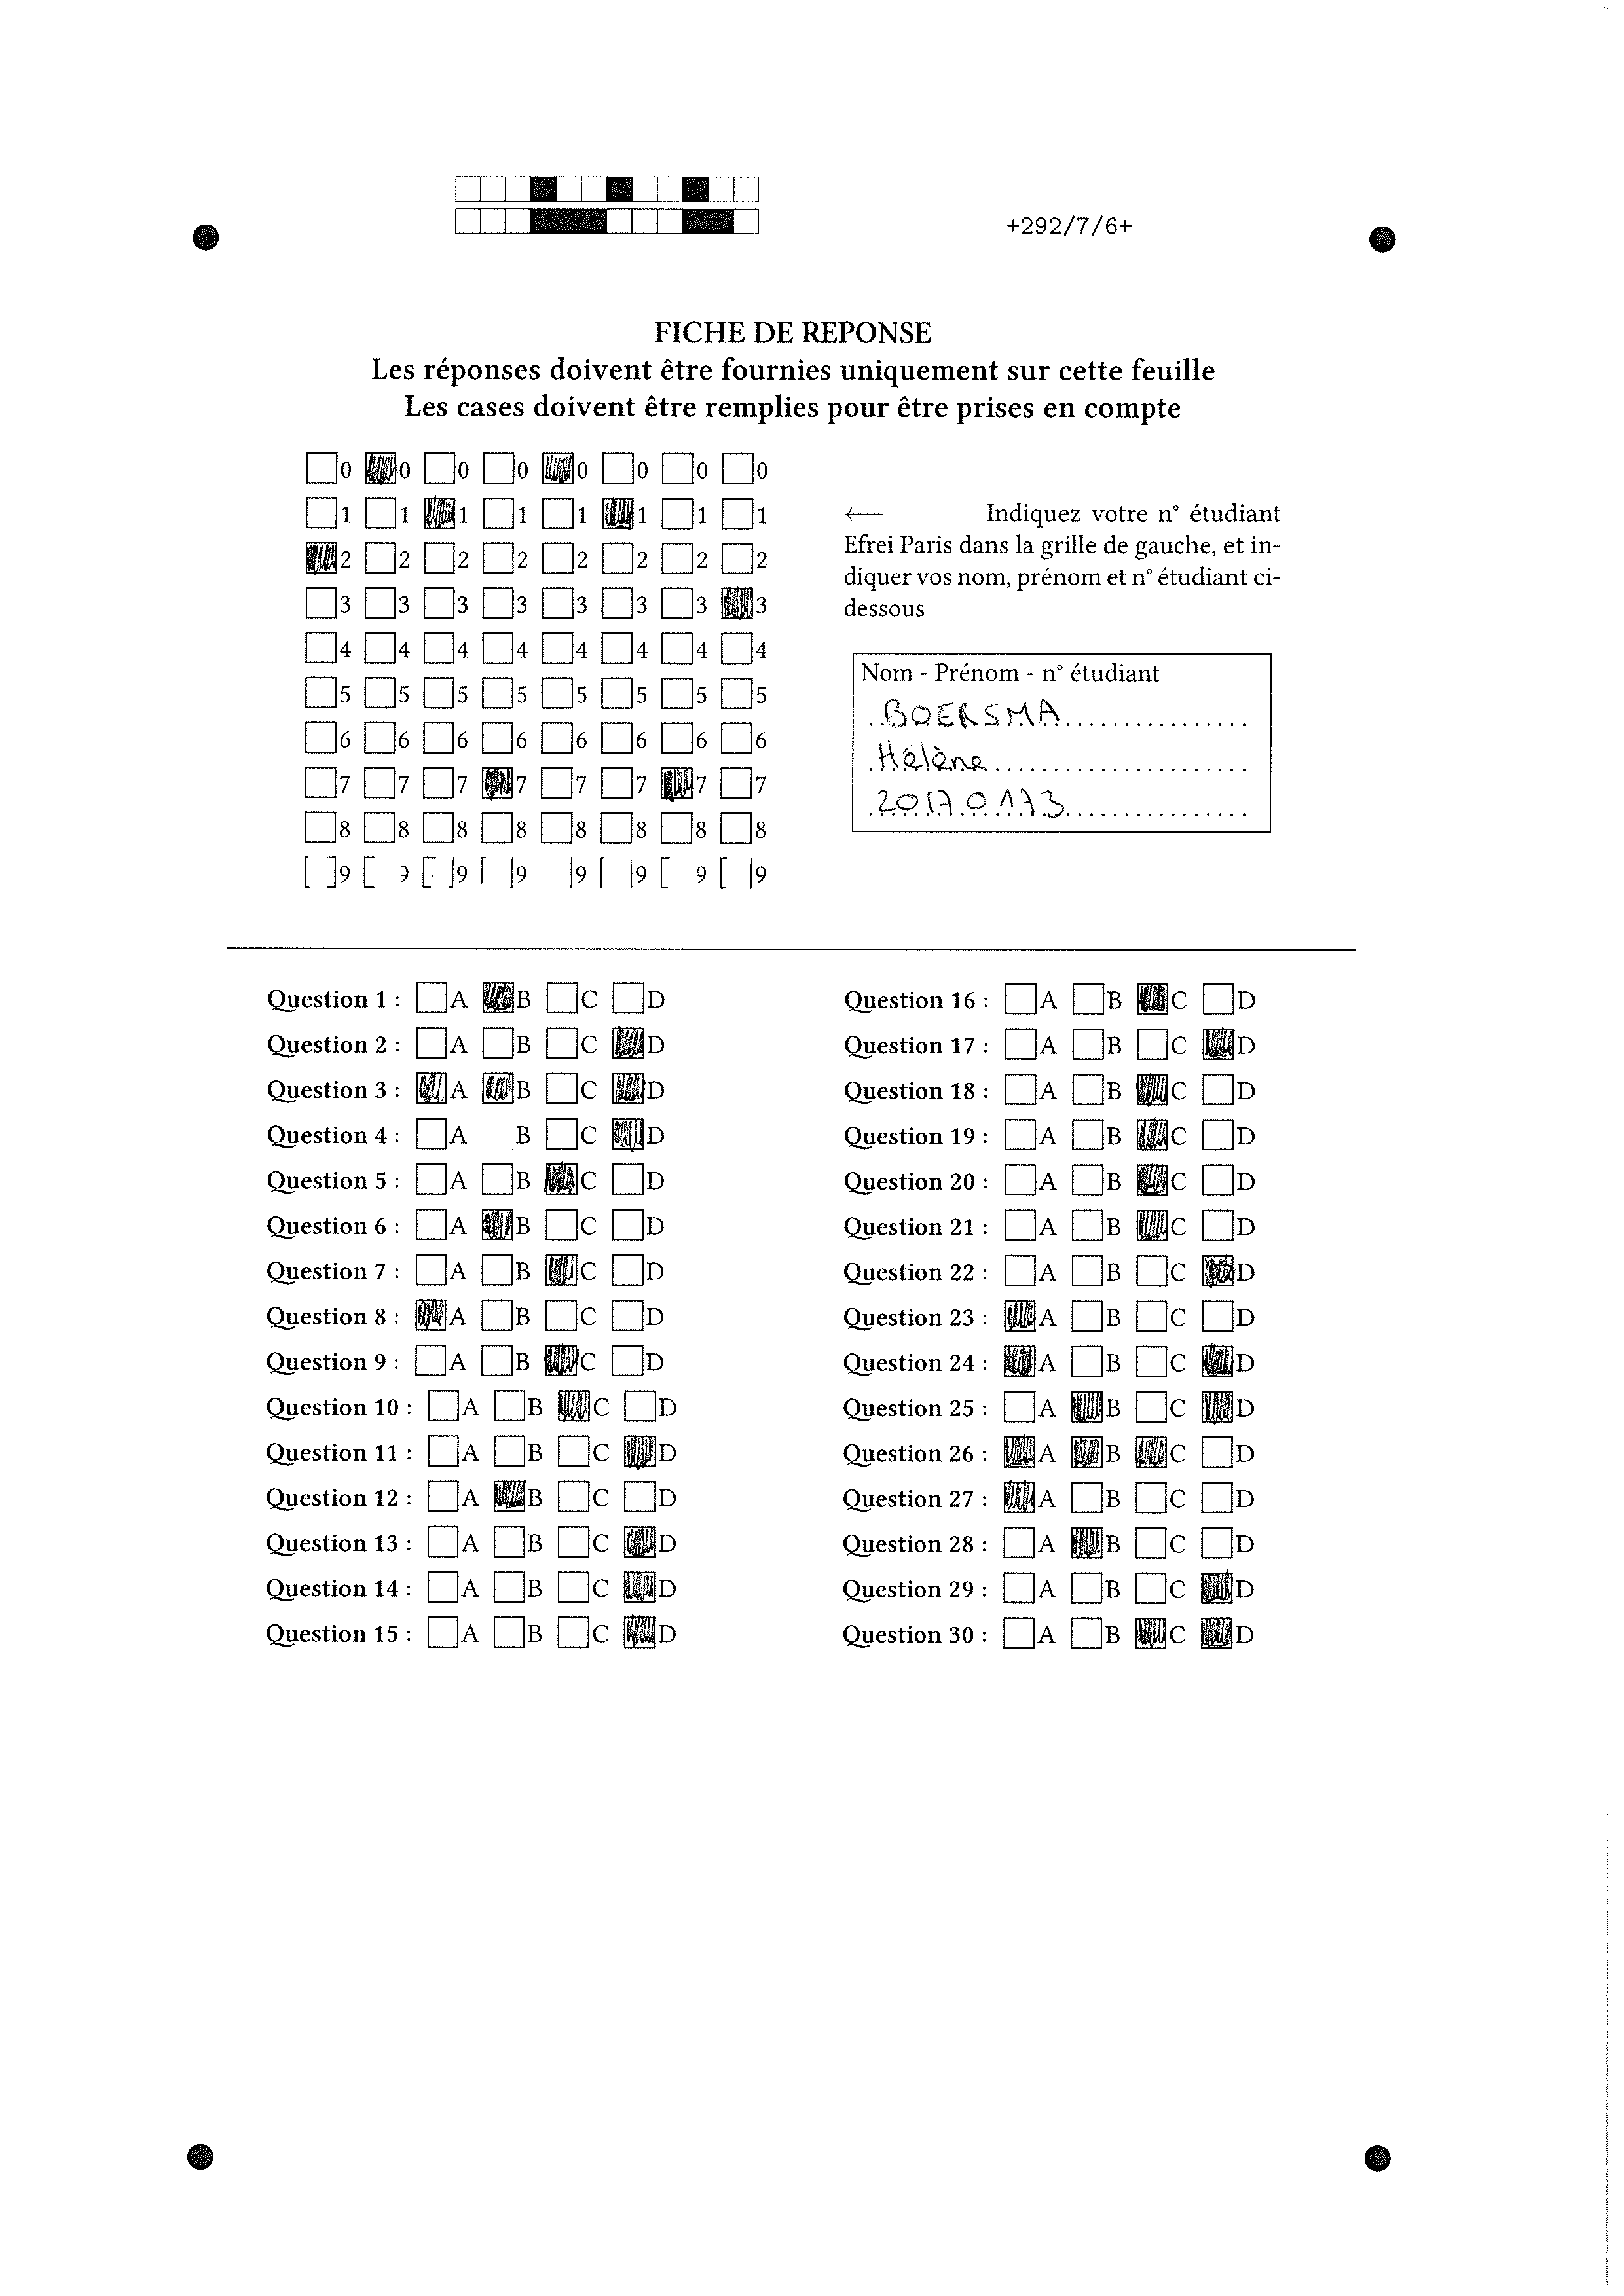 +292/7/6+
FICHE DE REPONSE
Les réponses doivent être fournies uniquement sur cette feuille
Les cases doivent être remplies pour être prises en compte
0 0 0 0 0 0 0 0
1 1 1 1 1 1 1 1
2 2 2 2 2 2 2 2
3 3 3 3 3 3 3 3
4 4 4 4 4 4 4 4
5 5 5 5 5 5 5 5
6 6 6 6 6 6 6 6
7 7 7 7 7 7 7 7
8 8 8 8 8 8 8 8
9 9 9 9 9 9 9 9
← Indiquez votre n° étudiant
Efrei Paris dans la grille de gauche, et in-
diquer vos nom, prénom et n° étudiant ci-
dessous
Nom - Prénom - n° étudiant
BOERSMA
Hélène
20170173
Question 1 : A B C D
Question 2 : A B C D
Question 3 : A B C D
Question 4 : A B C D
Question 5 : A B C D
Question 6 : A B C D
Question 7 : A B C D
Question 8 : A B C D
Question 9 : A B C D
Question 10 : A B C D
Question 11 : A B C D
Question 12 : A B C D
Question 13 : A B C D
Question 14 : A B C D
Question 15 : A B C D
Question 16 : A B C D
Question 17 : A B C D
Question 18 : A B C D
Question 19 : A B C D
Question 20 : A B C D
Question 21 : A B C D
Question 22 : A B C D
Question 23 : A B C D
Question 24 : A B C D
Question 25 : A B C D
Question 26 : A B C D
Question 27 : A B C D
Question 28 : A B C D
Question 29 : A B C D
Question 30 : A B C D